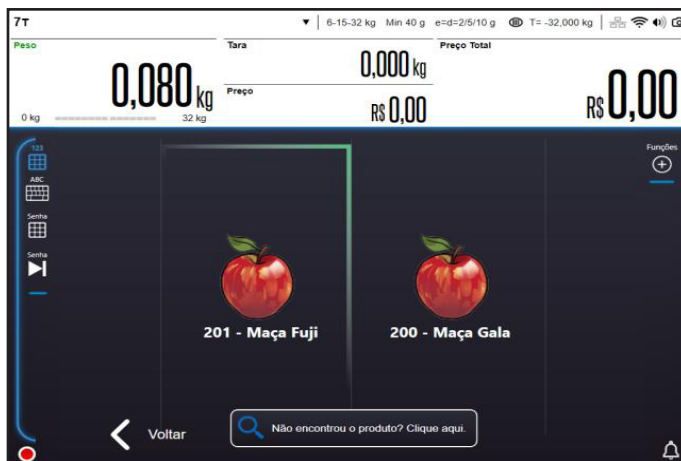 7T
6-15-32 kg Min 40 g e=d=2/5/10 g T= -32,000 kg
Peso
0,080 kg
0 kg 32 kg
Tara
0,000 kg
Preço
R$ 0,00
Preço Total
R$ 0,00
123
ABC
Senha
Senha
Funções
201 - Maça Fuji
200 - Maça Gala
Voltar
Não encontrou o produto? Clique aqui.